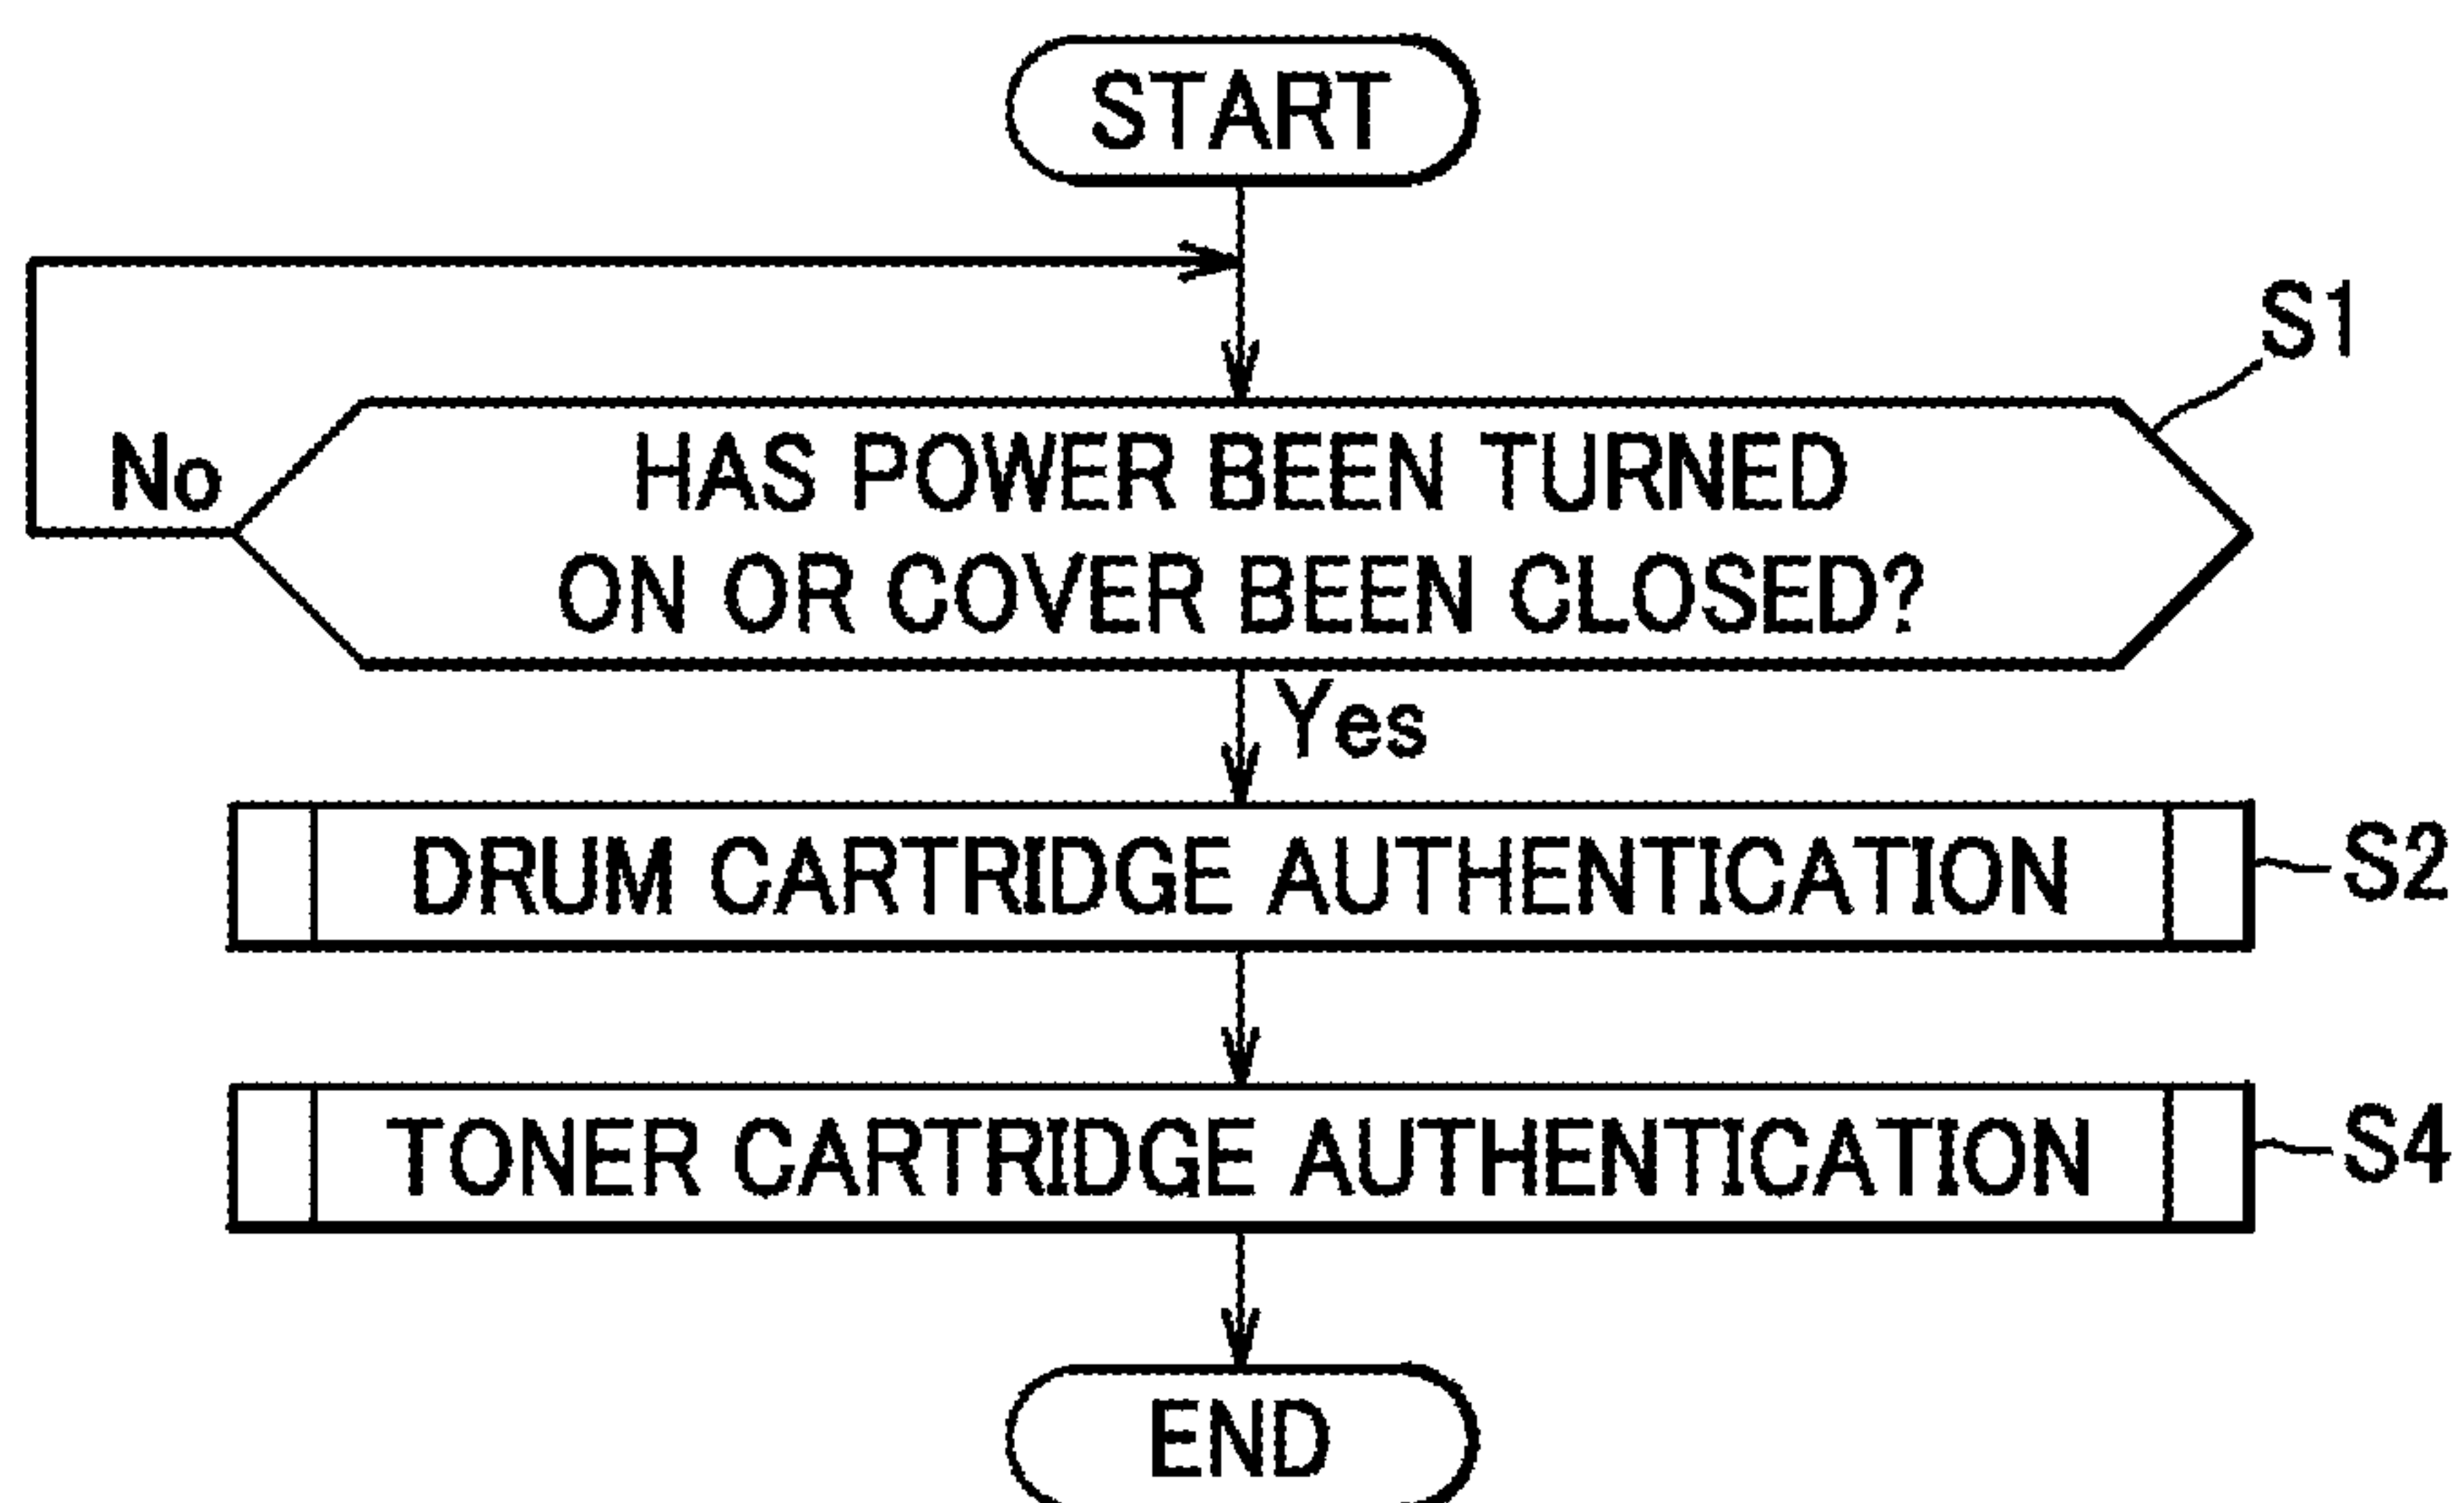 START
S1
No
HAS POWER BEEN TURNED
ON OR COVER BEEN CLOSED?
Yes
DRUM CARTRIDGE AUTHENTICATION
S2
TONER CARTRIDGE AUTHENTICATION
S4
END